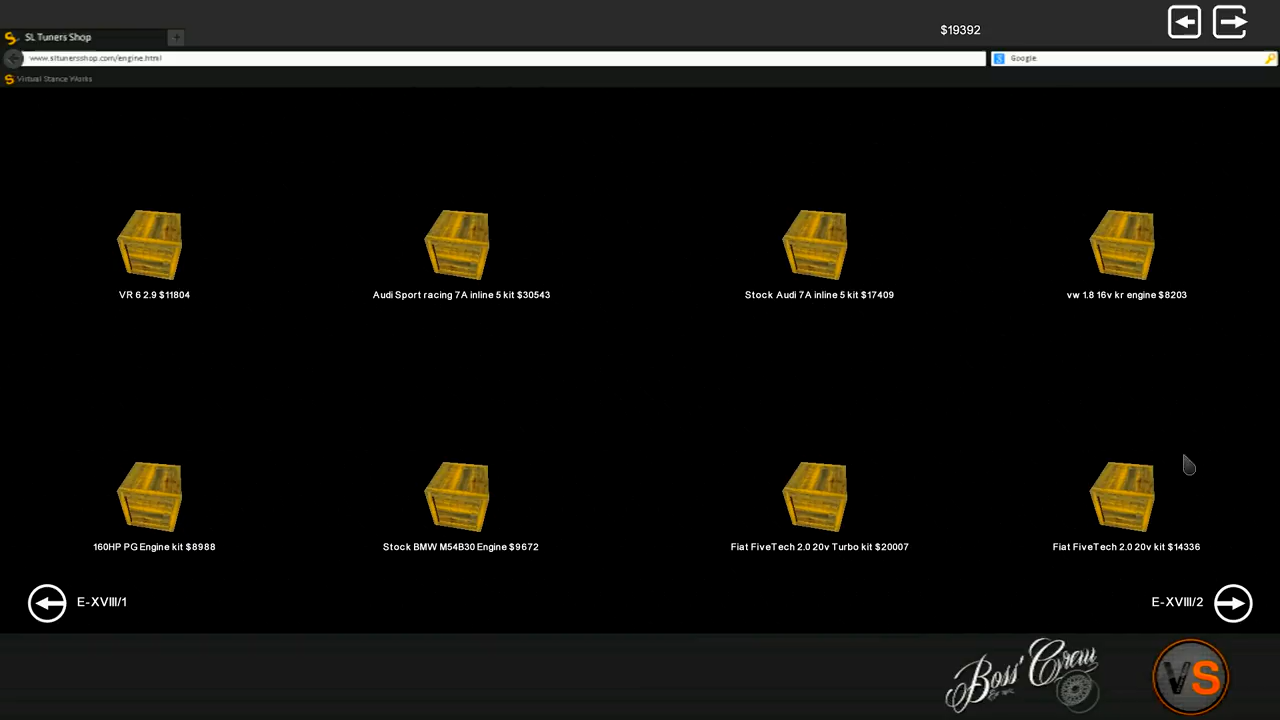 SL Tuners Shop
$19392
www.sltunersshop.com/engine.html
Google
Virtual Stance Works
VR 6 2.9 $11804
Audi Sport racing 7A inline 5 kit $30543
Stock Audi 7A inline 5 kit $17409
vw 1.8 16v kr engine $8203
160HP PG Engine kit $8988
Stock BMW M54B30 Engine $9672
Fiat FiveTech 2.0 20v Turbo kit $20007
Fiat FiveTech 2.0 20v kit $14336
E-XVIII/1
E-XVIII/2
Boss' Crew
VS